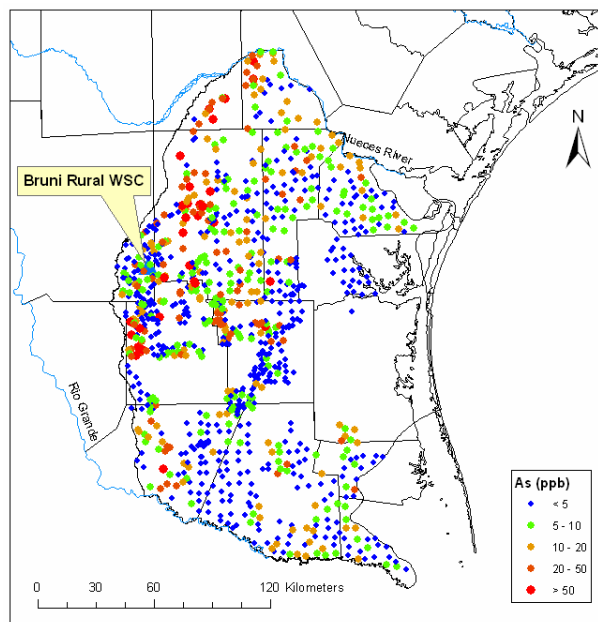 Nueces River
N
Bruni Rural WSC
Rio Grande
As (ppb)
< 5
5 - 10
10 - 20
20 - 50
> 50
0 60 120 Kilometers